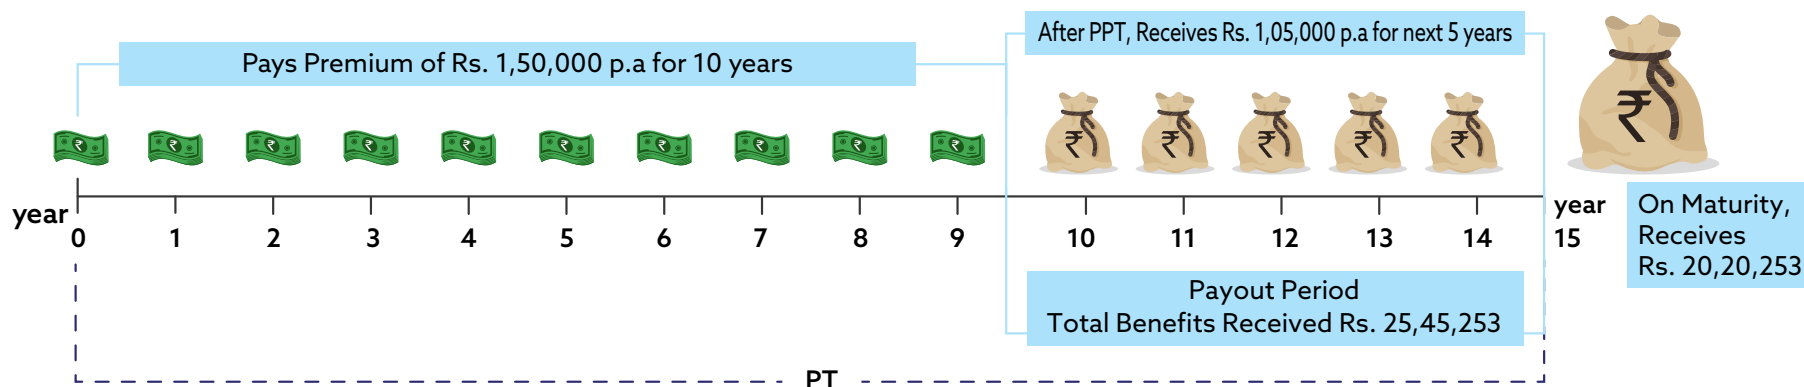 Pays Premium of Rs. 1,50,000 p.a for 10 years
After PPT, Receives Rs. 1,05,000 p.a for next 5 years
₹ ₹ ₹ ₹ ₹ ₹ ₹ ₹ ₹ ₹ ₹ ₹ ₹ ₹ ₹ ₹
year
0 1 2 3 4 5 6 7 8 9 10 11 12 13 14
year
15
On Maturity,
Receives
Rs. 20,20,253
Payout Period
Total Benefits Received Rs. 25,45,253
PT